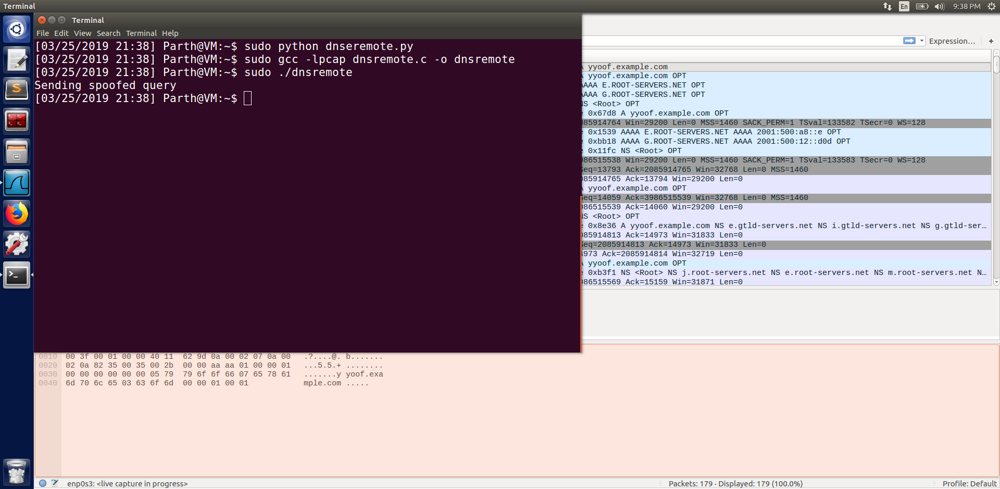 Terminal
En
9:38 PM
Terminal
File Edit View Search Terminal Help
[03/25/2019 21:38] Parth@VM:~$ sudo python dnseremote.py
[03/25/2019 21:38] Parth@VM:~$ sudo gcc -lpcap dnsremote.c -o dnsremote
[03/25/2019 21:38] Parth@VM:~$ sudo ./dnsremote
Sending spoofed query
[03/25/2019 21:38] Parth@VM:~$
Expression… +
A yyoof.example.com
A yyoof.example.com OPT
AAAA E.ROOT-SERVERS.NET OPT
AAAA G.ROOT-SERVERS.NET OPT
NS <Root> OPT
e 0x67d8 A yyoof.example.com OPT
085914764 Win=29200 Len=0 MSS=1460 SACK_PERM=1 TSval=133582 TSecr=0 WS=128
e 0x1539 AAAA E.ROOT-SERVERS.NET AAAA 2001:500:a8::e OPT
e 0xbb18 AAAA G.ROOT-SERVERS.NET AAAA 2001:500:12::d0d OPT
e 0x11fc NS <Root> OPT
986515538 Win=29200 Len=0 MSS=1460 SACK_PERM=1 TSval=133583 TSecr=0 WS=128
Seq=13793 Ack=2085914765 Win=32768 Len=0 MSS=1460
085914765 Ack=13794 Win=29200 Len=0
A yyoof.example.com OPT
Seq=14059 Ack=3986515539 Win=32768 Len=0 MSS=1460
986515539 Ack=14060 Win=29200 Len=0
NS <Root> OPT
e 0x8e36 A yyoof.example.com NS e.gtld-servers.net NS i.gtld-servers.net NS g.gtld-ser…
085914813 Ack=14973 Win=31833 Len=0
Seq=2085914813 Ack=14973 Win=31833 Len=0
4973 Ack=2085914814 Win=32719 Len=0
A yyoof.example.com OPT
e 0xb3f1 NS <Root> NS j.root-servers.net NS e.root-servers.net NS m.root-servers.net N…
986515569 Ack=15159 Win=31871 Len=0
0010 00 3f 00 01 00 00 40 11 62 9d 0a 00 02 07 0a 00 .?....@. b.......
0020 02 0a 82 35 00 35 00 2b 00 00 aa aa 01 00 00 01 ...5.5.+ ........
0030 00 00 00 00 00 00 05 79 79 6f 6f 66 07 65 78 61 .......y yoof.exa
0040 6d 70 6c 65 03 63 6f 6d 00 00 01 00 01 mple.com .....
enp0s3: <live capture in progress>
Packets: 179 · Displayed: 179 (100.0%)
Profile: Default